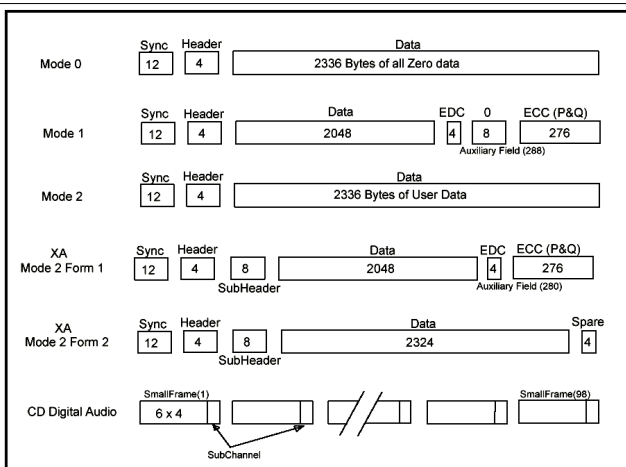 Sync Header Data
Mode 0 12 4 2336 Bytes of all Zero data
Sync Header Data EDC 0 ECC (P&Q)
Mode 1 12 4 2048 4 8 276
Auxiliary Field (288)
Sync Header Data
Mode 2 12 4 2336 Bytes of User Data
XA Sync Header Data EDC ECC (P&Q)
Mode 2 Form 1 12 4 8 2048 4 276
SubHeader Auxiliary Field (280)
XA Sync Header Data Spare
Mode 2 Form 2 12 4 8 2324 4
SubHeader
SmallFrame(1) SmallFrame(98)
CD Digital Audio 6 x 4
SubChannel